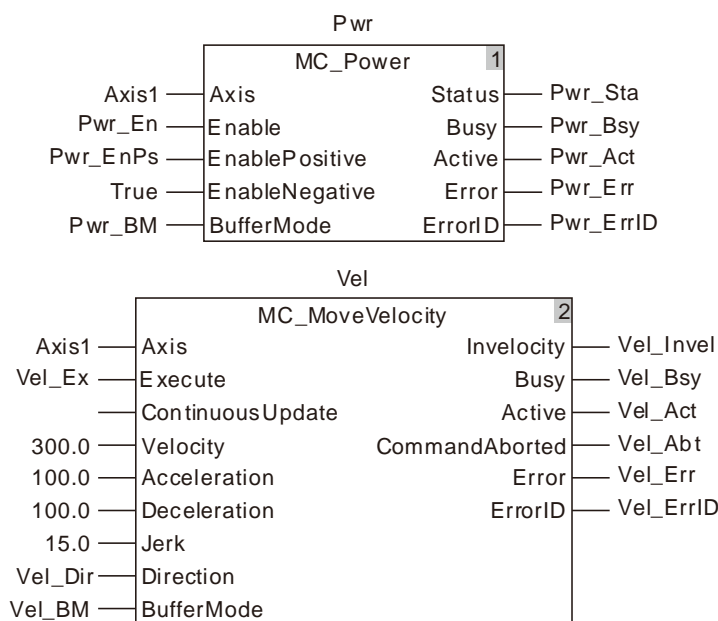 Pwr
MC_Power 1
Axis1 Axis Status Pwr_Sta
Pwr_En Enable Busy Pwr_Bsy
Pwr_EnPs EnablePositive Active Pwr_Act
True EnableNegative Error Pwr_Err
Pwr_BM BufferMode ErrorID Pwr_ErrID
Vel
MC_MoveVelocity 2
Axis1 Axis Invelocity Vel_Invel
Vel_Ex Execute Busy Vel_Bsy
ContinuousUpdate Active Vel_Act
300.0 Velocity CommandAborted Vel_Abt
100.0 Acceleration Error Vel_Err
100.0 Deceleration ErrorID Vel_ErrID
15.0 Jerk
Vel_Dir Direction
Vel_BM BufferMode